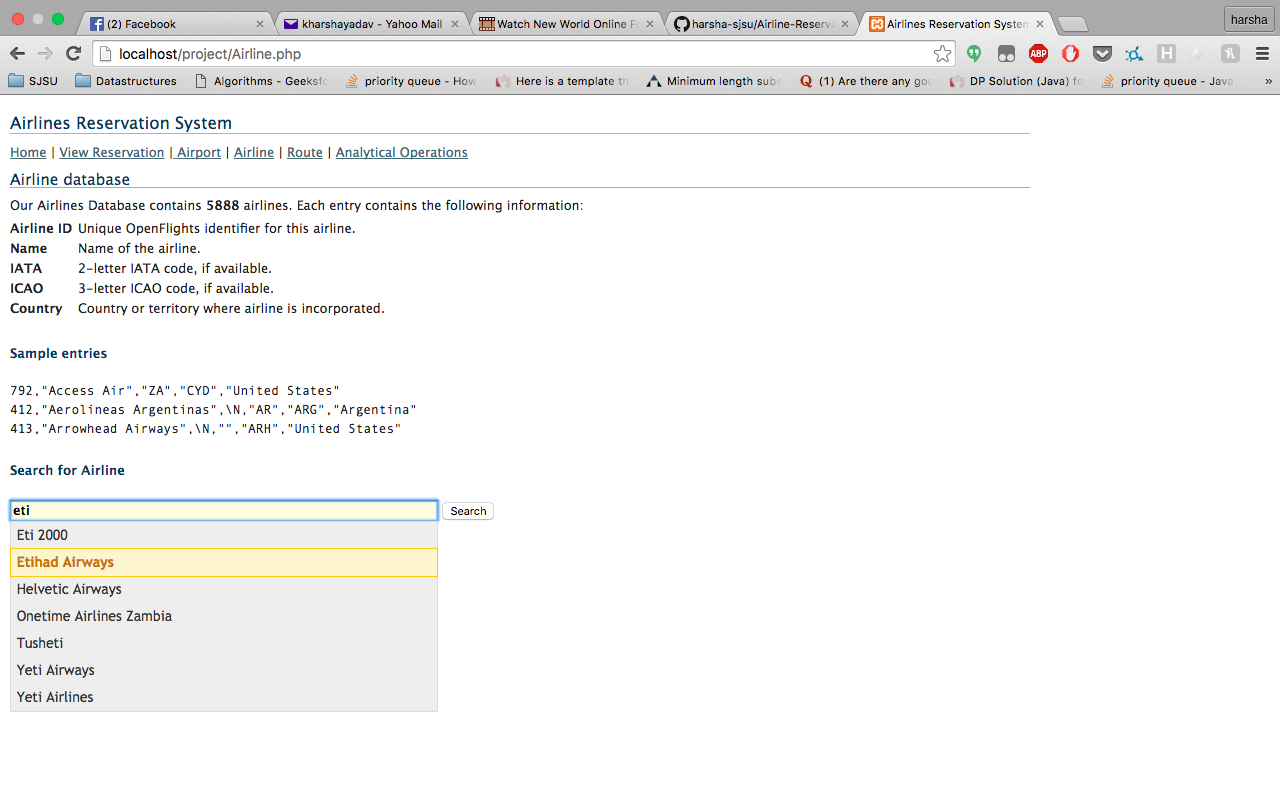 (2) Facebook
kharshayadav - Yahoo Mail
Watch New World Online Fr
harsha-sjsu/Airline-Reserva
Airlines Reservation System
harsha
localhost/project/Airline.php
ABP
H
SJSU
Datastructures
Algorithms - Geeksfo
priority queue - How
Here is a template th
Minimum length subs
(1) Are there any goo
DP Solution (Java) fo
priority queue - Java
»
Airlines Reservation System
Home | View Reservation | Airport | Airline | Route | Analytical Operations
Airline database
Our Airlines Database contains 5888 airlines. Each entry contains the following information:
Airline ID Unique OpenFlights identifier for this airline.
Name Name of the airline.
IATA 2-letter IATA code, if available.
ICAO 3-letter ICAO code, if available.
Country Country or territory where airline is incorporated.
Sample entries
792,"Access Air","ZA","CYD","United States"
412,"Aerolineas Argentinas",\N,"AR","ARG","Argentina"
413,"Arrowhead Airways",\N,"","ARH","United States"
Search for Airline
eti Search
Eti 2000
Etihad Airways
Helvetic Airways
Onetime Airlines Zambia
Tusheti
Yeti Airways
Yeti Airlines